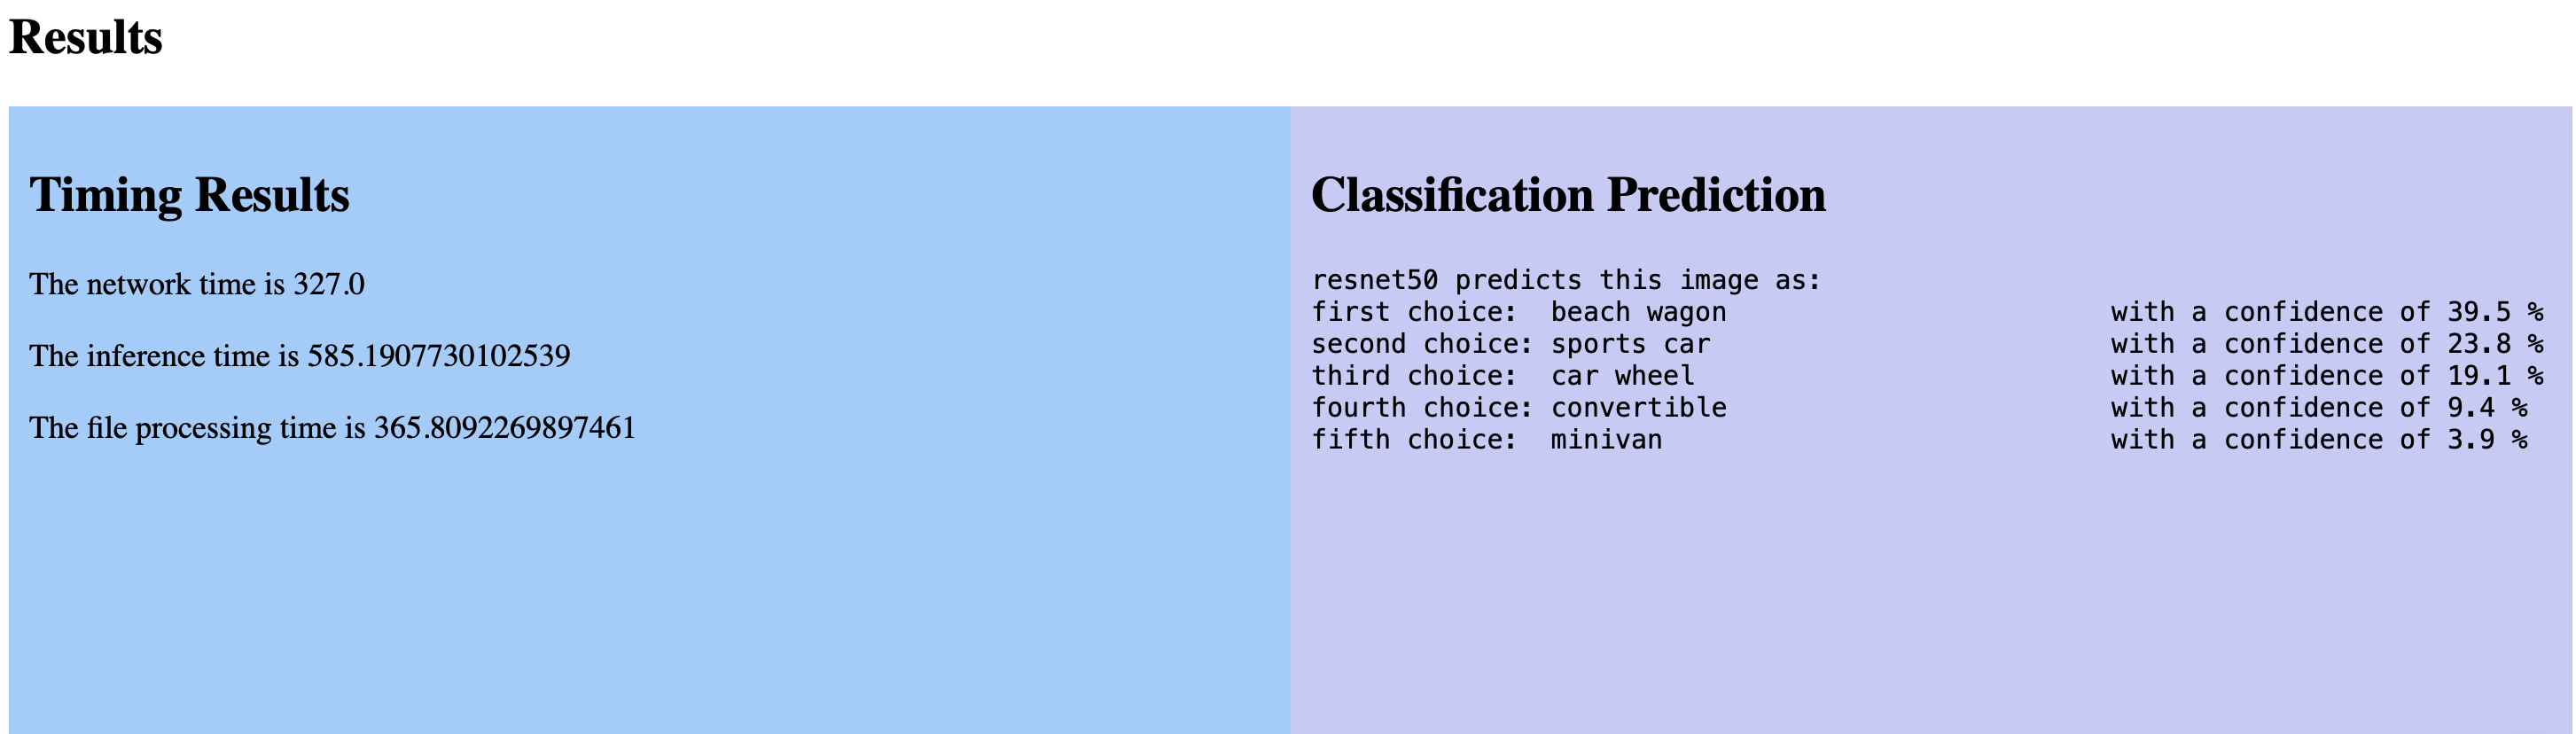 Results
Timing Results
The network time is 327.0
The inference time is 585.1907730102539
The file processing time is 365.8092269897461
Classification Prediction
resnet50 predicts this image as:
first choice:  beach wagon                        with a confidence of 39.5 %
second choice: sports car                         with a confidence of 23.8 %
third choice:  car wheel                          with a confidence of 19.1 %
fourth choice: convertible                        with a confidence of 9.4 %
fifth choice:  minivan                            with a confidence of 3.9 %